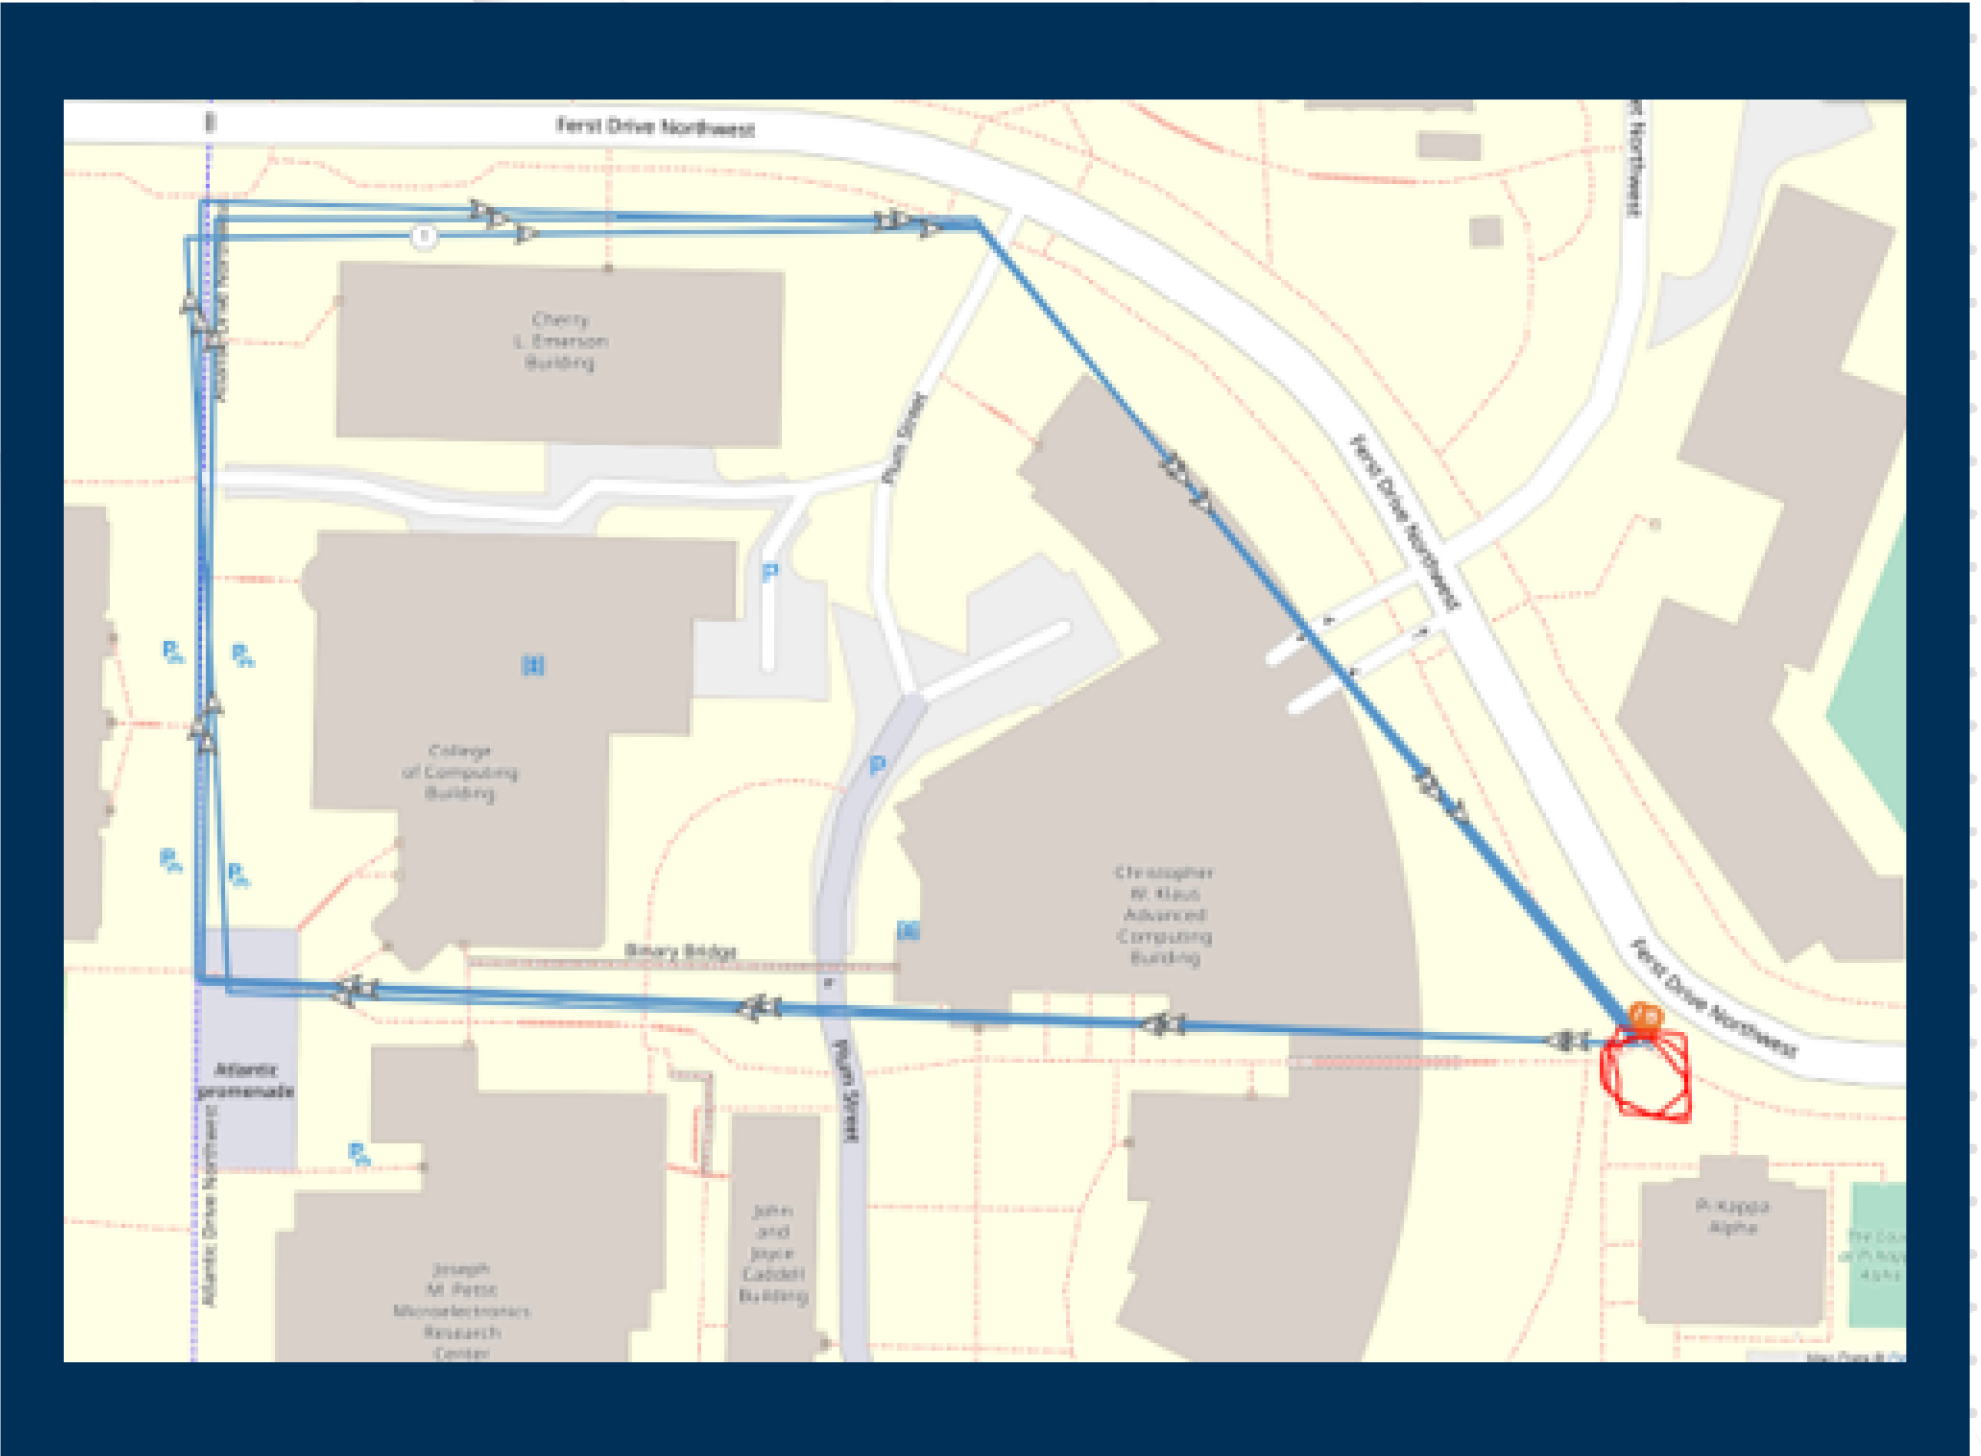 Ferst Drive Northwest
Cherry
L. Emerson
Building
Plum Street
Ferst Drive Northwest
P
College
of Computing
Building
P
Christopher
W. Klaus
Advanced
Computing
Building
Binary Bridge
Ferst Drive Northwest
Atlantic
promenade
Plum Street
Atlantic Drive Northwest
Pi Kappa
Alpha
John
and
Joyce
Caddell
Building
Joseph
M. Pettit
Microelectronics
Research
Center